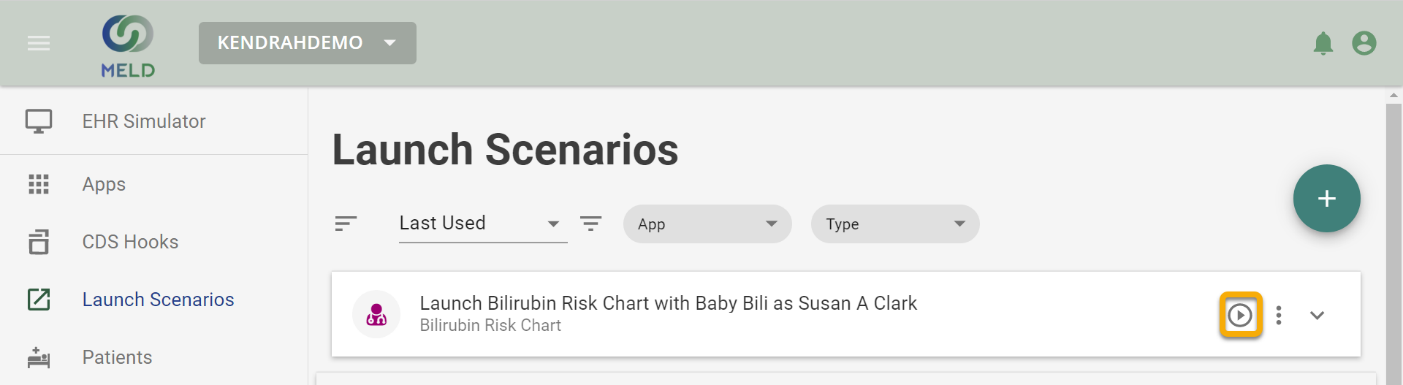 MELD
KENDRAHDEMO
EHR Simulator
Apps
CDS Hooks
Launch Scenarios
Patients
Launch Scenarios
Last Used
App
Type
Launch Bilirubin Risk Chart with Baby Bili as Susan A Clark
Bilirubin Risk Chart